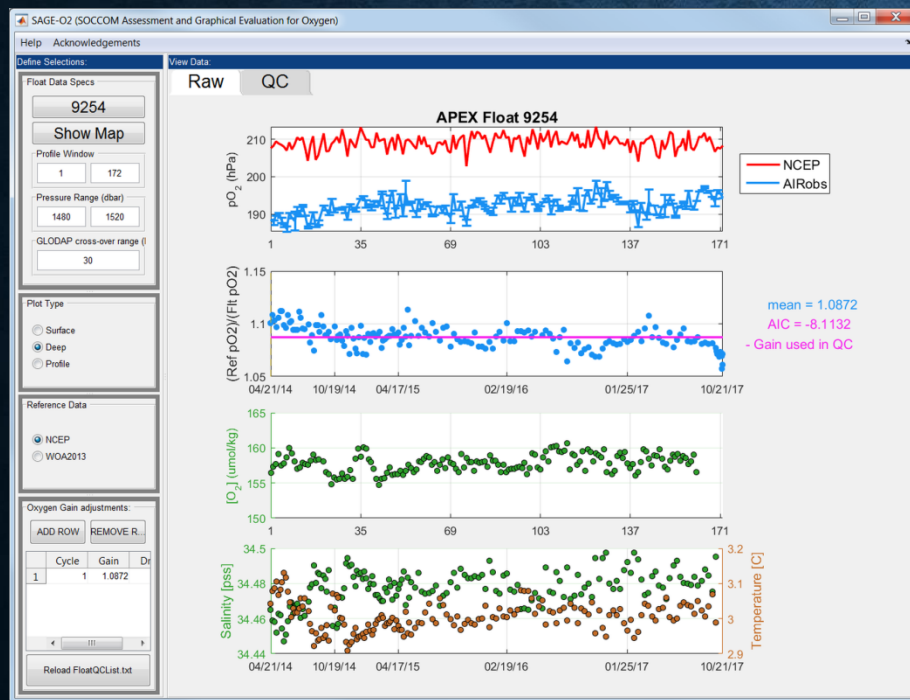 SAGE-O2 (SOCCOM Assessment and Graphical Evaluation for Oxygen)
Help Acknowledgements
Define Selections:
Float Data Specs
9254
Show Map
Profile Window
1 172
Pressure Range (dbar)
1480 1520
GLODAP cross-over range (
30
Plot Type
Surface
Deep
Profile
Reference Data
NCEP
WOA2013
Oxygen Gain adjustments:
ADD ROW REMOVE R...
Cycle Gain Dr
1 1 1.0872
Reload FloatQCList.txt
View Data:
Raw QC
APEX Float 9254
pO2 (hPa)
210
200
190
1 35 69 103 137 171
NCEP
AIRobs
(Ref pO2)/(Flt pO2)
1.15
1.1
1.05
04/21/14 10/19/14 04/17/15 02/19/16 01/25/17 10/21/17
mean = 1.0872
AIC = -8.1132
- Gain used in QC
[O2] (umol/kg)
165
160
155
150
1 35 69 103 137 171
Salinity [pss]
34.5
34.48
34.46
34.44
3.2
3.1
3
2.9
Temperature [C]
04/21/14 10/19/14 04/17/15 02/19/16 01/25/17 10/21/17